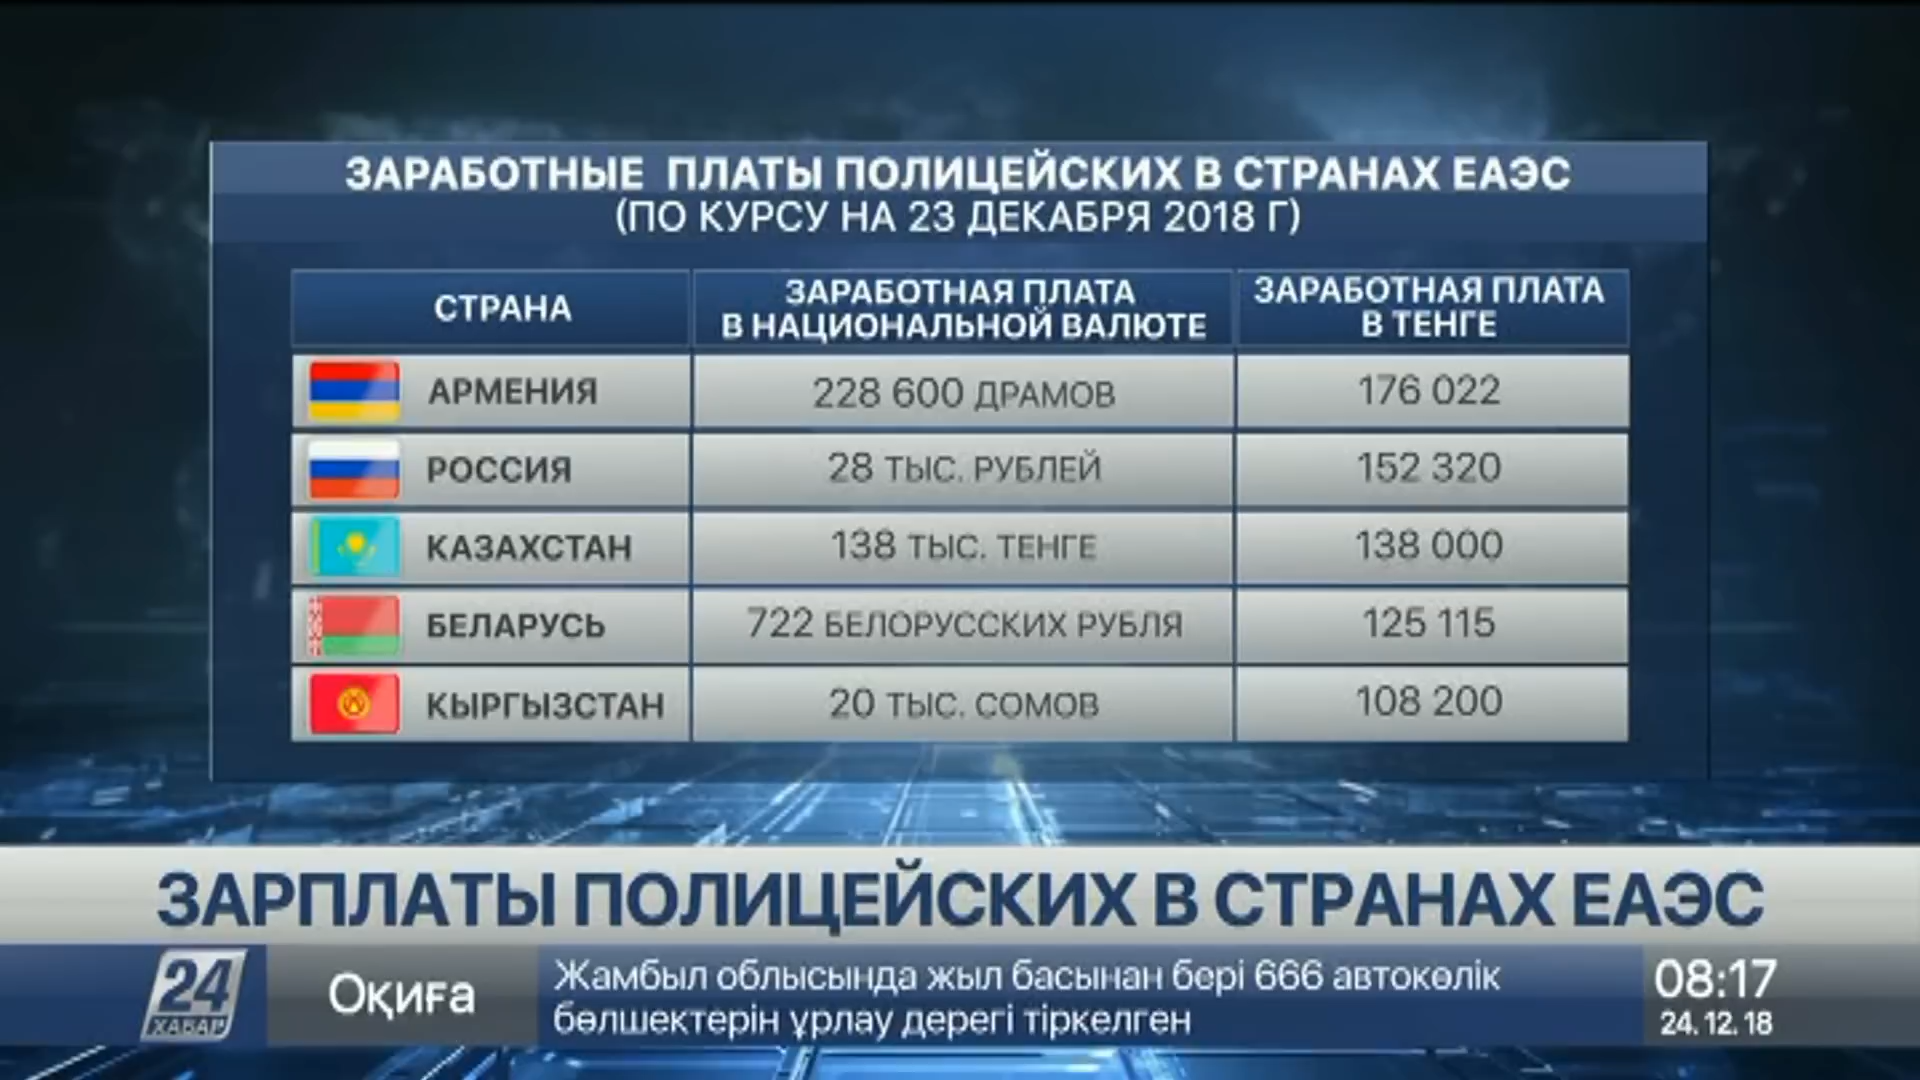 ЗАРАБОТНЫЕ ПЛАТЫ ПОЛИЦЕЙСКИХ В СТРАНАХ ЕАЭС
(ПО КУРСУ НА 23 ДЕКАБРЯ 2018 Г)
СТРАНА
ЗАРАБОТНАЯ ПЛАТА
В НАЦИОНАЛЬНОЙ ВАЛЮТЕ
ЗАРАБОТНАЯ ПЛАТА
В ТЕНГЕ
АРМЕНИЯ 228 600 ДРАМОВ 176 022
РОССИЯ 28 ТЫС. РУБЛЕЙ 152 320
КАЗАХСТАН 138 ТЫС. ТЕНГЕ 138 000
БЕЛАРУСЬ 722 БЕЛОРУССКИХ РУБЛЯ 125 115
КЫРГЫЗСТАН 20 ТЫС. СОМОВ 108 200
ЗАРПЛАТЫ ПОЛИЦЕЙСКИХ В СТРАНАХ ЕАЭС
24
ХАБАР
Оқиға
Жамбыл облысында жыл басынан бері 666 автокөлік
бөлшектерін ұрлау дерегі тіркелген
08:17
24.12.18